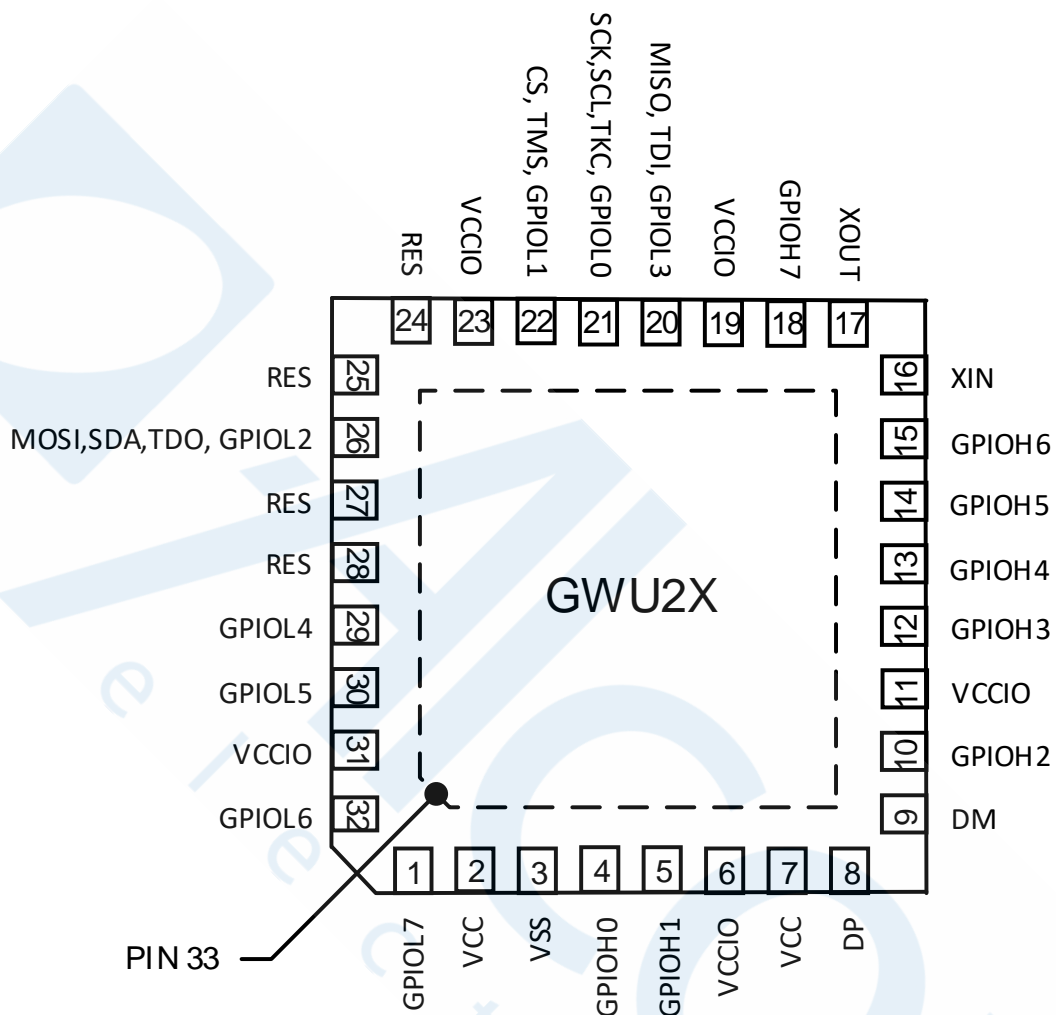 SCK,SCL,TKC, GPIOL0
MISO, TDI, GPIOL3
CS, TMS, GPIOL1
RES
VCCIO
VCCIO
GPIOH7
XOUT
24
23
22
21
20
19
18
17
RES
25
16
XIN
MOSI,SDA,TDO, GPIOL2
26
15
GPIOH6
RES
27
14
GPIOH5
RES
28
13
GPIOH4
GWU2X
GPIOL4
29
12
GPIOH3
GPIOL5
30
11
VCCIO
VCCIO
31
10
GPIOH2
GPIOL6
32
9
DM
1
2
3
4
5
6
7
8
GPIOL7
VCC
VSS
GPIOH0
GPIOH1
VCCIO
VCC
DP
PIN 33
e l e c t